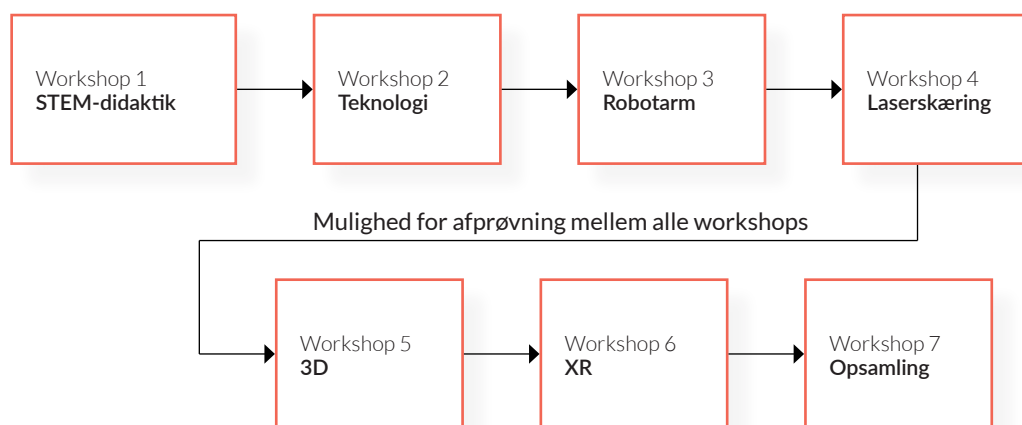 Workshop 1
STEM-didaktik
Workshop 2
Teknologi
Workshop 3
Robotarm
Workshop 4
Laserskæring
Mulighed for afprøvning mellem alle workshops
Workshop 5
3D
Workshop 6
XR
Workshop 7
Opsamling